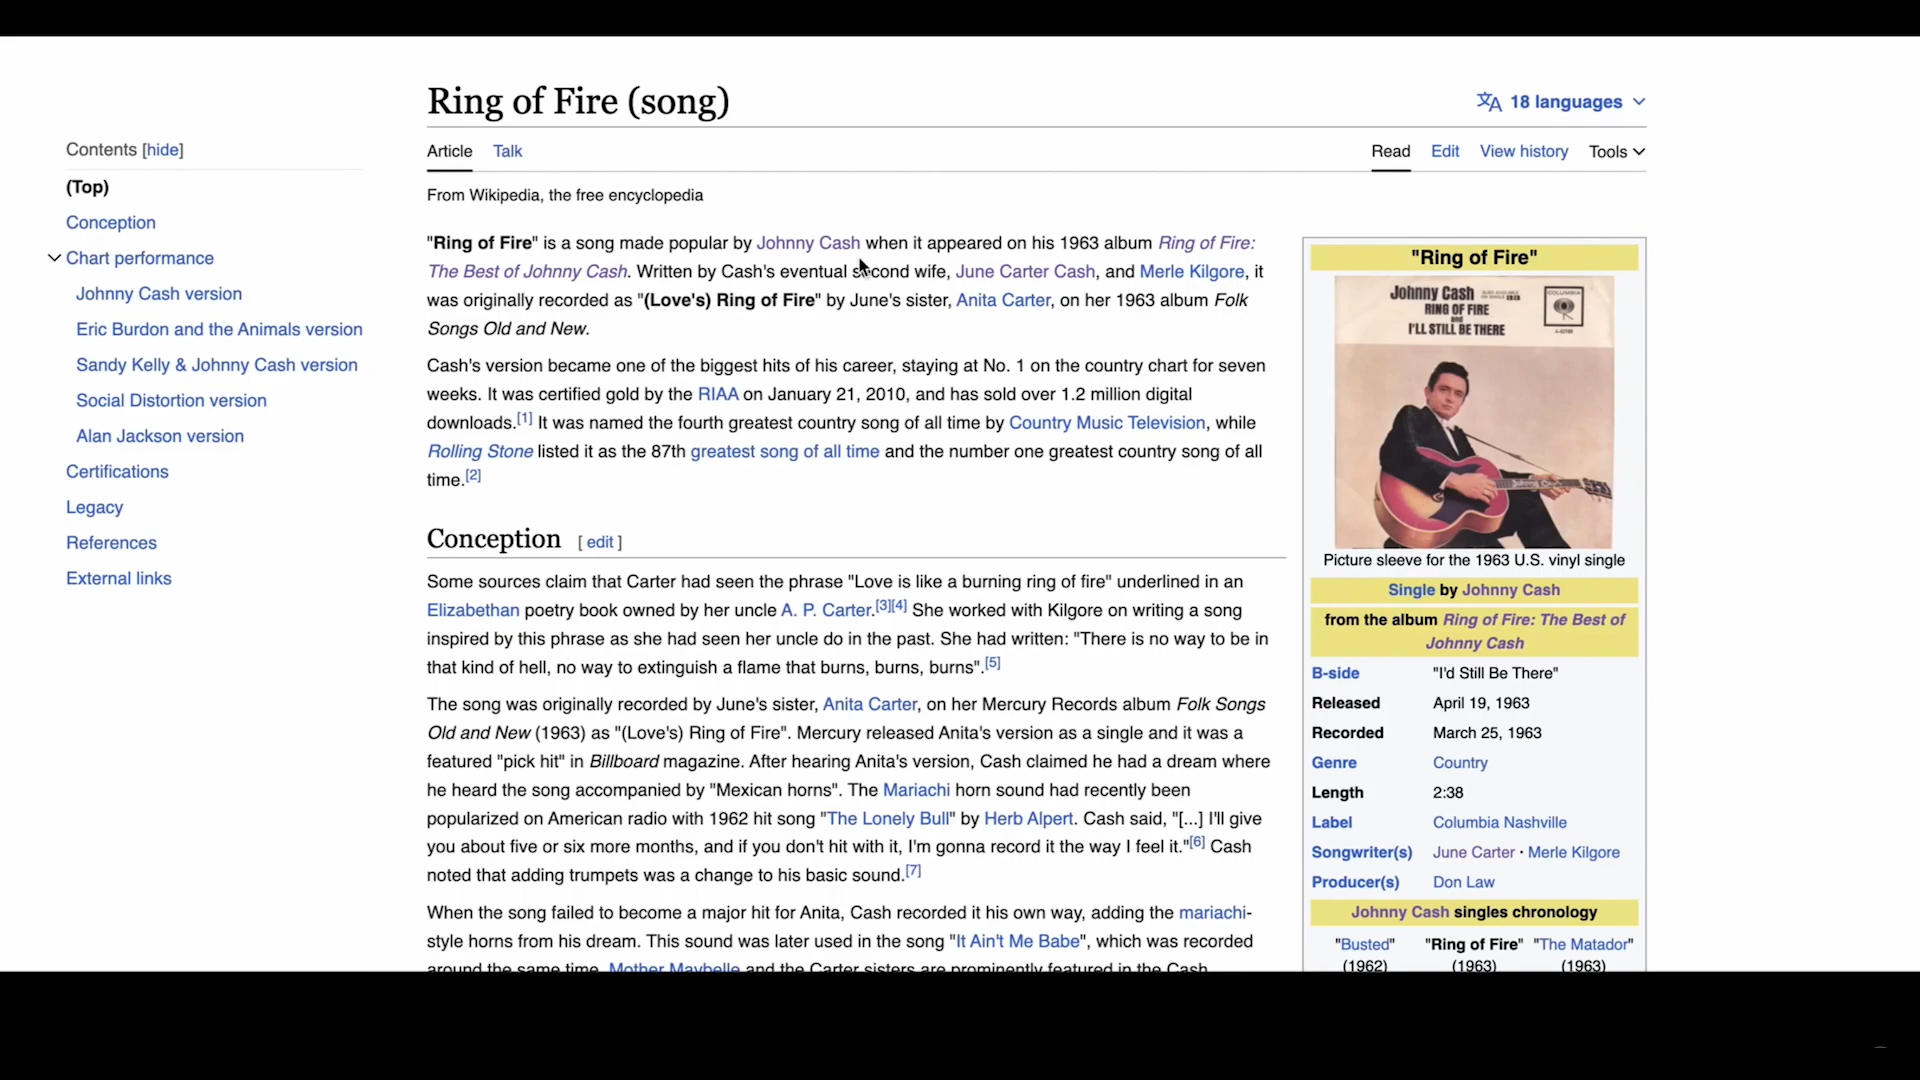 Ring of Fire (song)
18 languages
Contents [hide]
(Top)
Conception
Chart performance
Johnny Cash version
Eric Burdon and the Animals version
Sandy Kelly & Johnny Cash version
Social Distortion version
Alan Jackson version
Certifications
Legacy
References
External links
Article Talk
Read Edit View history Tools
From Wikipedia, the free encyclopedia
"Ring of Fire" is a song made popular by Johnny Cash when it appeared on his 1963 album Ring of Fire:
The Best of Johnny Cash. Written by Cash's eventual second wife, June Carter Cash, and Merle Kilgore, it
was originally recorded as "(Love's) Ring of Fire" by June's sister, Anita Carter, on her 1963 album Folk
Songs Old and New.
Cash's version became one of the biggest hits of his career, staying at No. 1 on the country chart for seven
weeks. It was certified gold by the RIAA on January 21, 2010, and has sold over 1.2 million digital
downloads.[1] It was named the fourth greatest country song of all time by Country Music Television, while
Rolling Stone listed it as the 87th greatest song of all time and the number one greatest country song of all
time.[2]
Conception [ edit ]
Some sources claim that Carter had seen the phrase "Love is like a burning ring of fire" underlined in an
Elizabethan poetry book owned by her uncle A. P. Carter.[3][4] She worked with Kilgore on writing a song
inspired by this phrase as she had seen her uncle do in the past. She had written: "There is no way to be in
that kind of hell, no way to extinguish a flame that burns, burns, burns".[5]
The song was originally recorded by June's sister, Anita Carter, on her Mercury Records album Folk Songs
Old and New (1963) as "(Love's) Ring of Fire". Mercury released Anita's version as a single and it was a
featured "pick hit" in Billboard magazine. After hearing Anita's version, Cash claimed he had a dream where
he heard the song accompanied by "Mexican horns". The Mariachi horn sound had recently been
popularized on American radio with 1962 hit song "The Lonely Bull" by Herb Alpert. Cash said, "[...] I'll give
you about five or six more months, and if you don't hit with it, I'm gonna record it the way I feel it."[6] Cash
noted that adding trumpets was a change to his basic sound.[7]
When the song failed to become a major hit for Anita, Cash recorded it his own way, adding the mariachi-
style horns from his dream. This sound was later used in the song "It Ain't Me Babe", which was recorded
around the same time. Mother Maybelle and the Carter sisters are prominently featured in the Cash
"Ring of Fire"
Johnny Cash
RING OF FIRE
and
I'LL STILL BE THERE
COLUMBIA
Picture sleeve for the 1963 U.S. vinyl single
Single by Johnny Cash
from the album Ring of Fire: The Best of
Johnny Cash
B-side "I'd Still Be There"
Released April 19, 1963
Recorded March 25, 1963
Genre Country
Length 2:38
Label Columbia Nashville
Songwriter(s) June Carter · Merle Kilgore
Producer(s) Don Law
Johnny Cash singles chronology
"Busted" "Ring of Fire" "The Matador"
(1962) (1963) (1963)